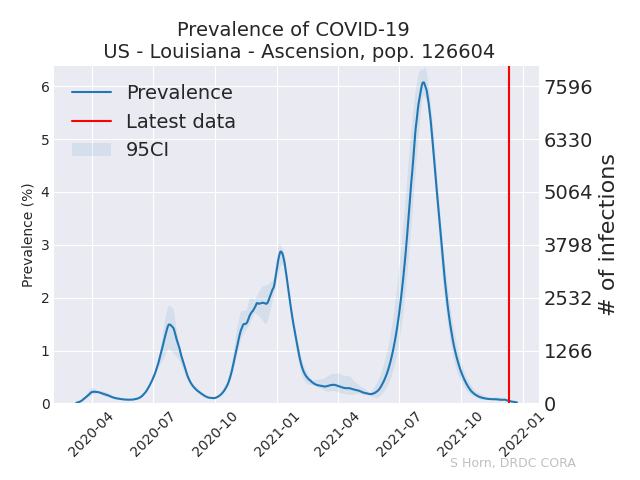 Prevalence of COVID-19
US - Louisiana - Ascension, pop. 126604
Prevalence
Latest data
95CI
Prevalence (%)
6
5
4
3
2
1
0
7596
6330
5064
3798
2532
1266
0
# of infections
2020-04
2020-07
2020-10
2021-01
2021-04
2021-07
2021-10
2022-01
S Horn, DRDC CORA